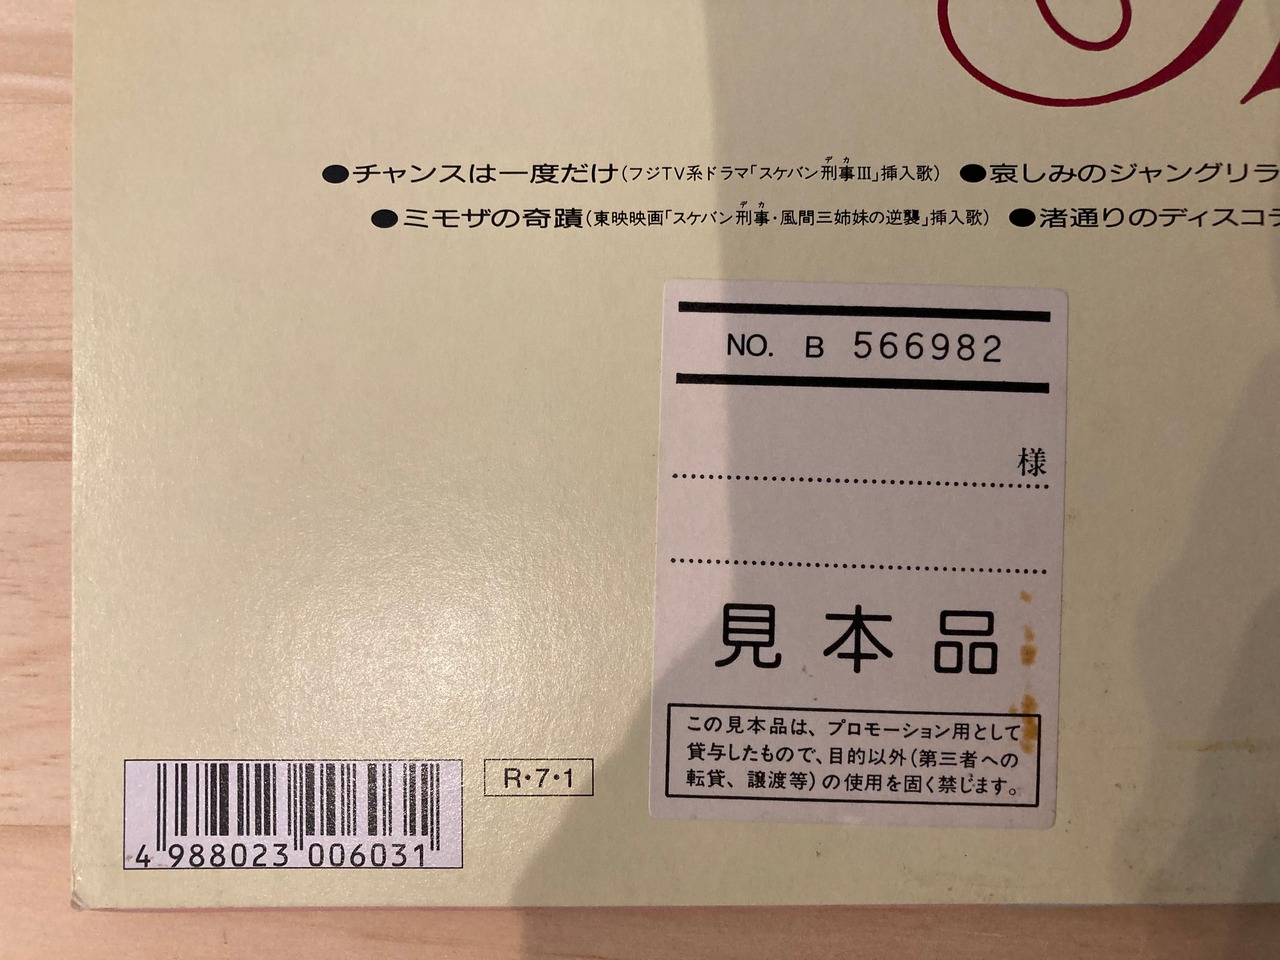 ●チャンスは一度だけ(フジTV系ドラマ「スケバン刑事III」挿入歌) ●哀しみのジャングリラ
●ミモザの奇蹟(東映映画「スケバン刑事・風間三姉妹の逆襲」挿入歌) ●渚通りのディスコ
NO. B 566982
様
見本品
この見本品は、プロモーション用として
貸与したもので、目的以外(第三者への
転貸、譲渡等)の使用を固く禁じます。
R・7・1
4 988023 006031